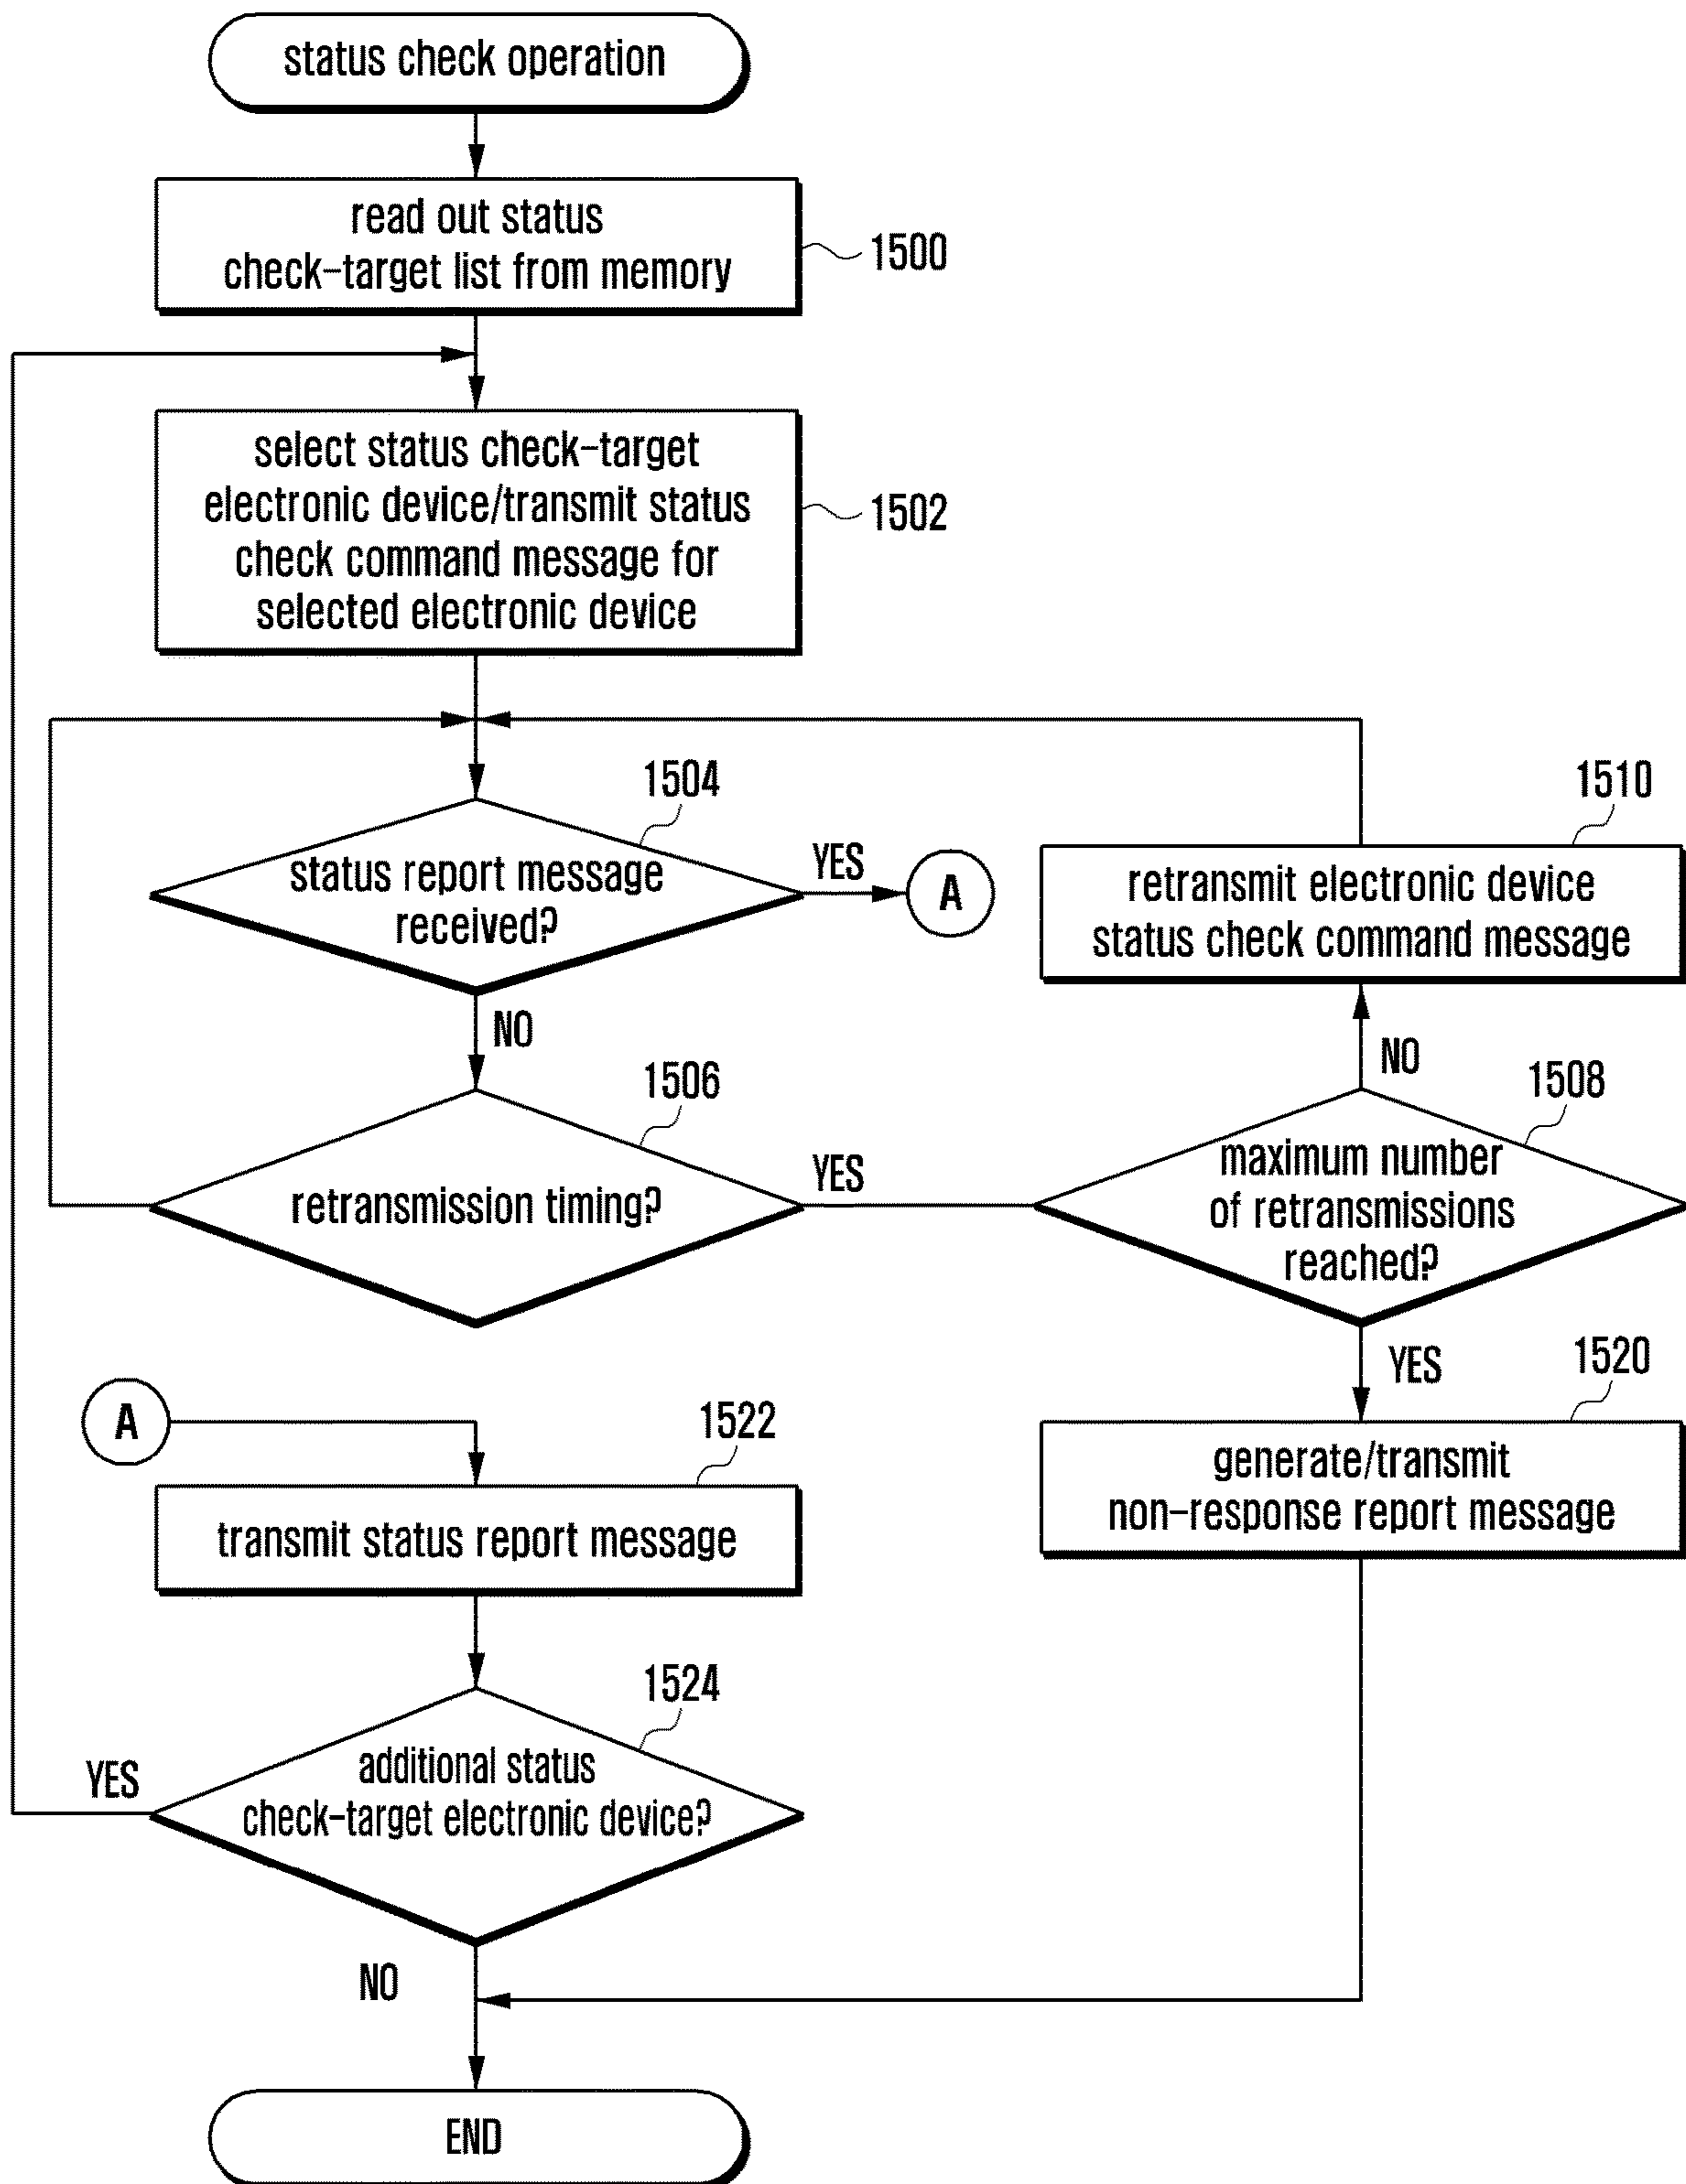 status check operation
read out status
check-target list from memory
1500
select status check-target
electronic device/transmit status
check command message for
selected electronic device
1502
1504
status report message
received?
YES
A
NO
1510
retransmit electronic device
status check command message
1506
retransmission timing?
YES
NO
1508
maximum number
of retransmissions
reached?
YES
1520
generate/transmit
non-response report message
A
1522
transmit status report message
1524
additional status
check-target electronic device?
YES
NO
END